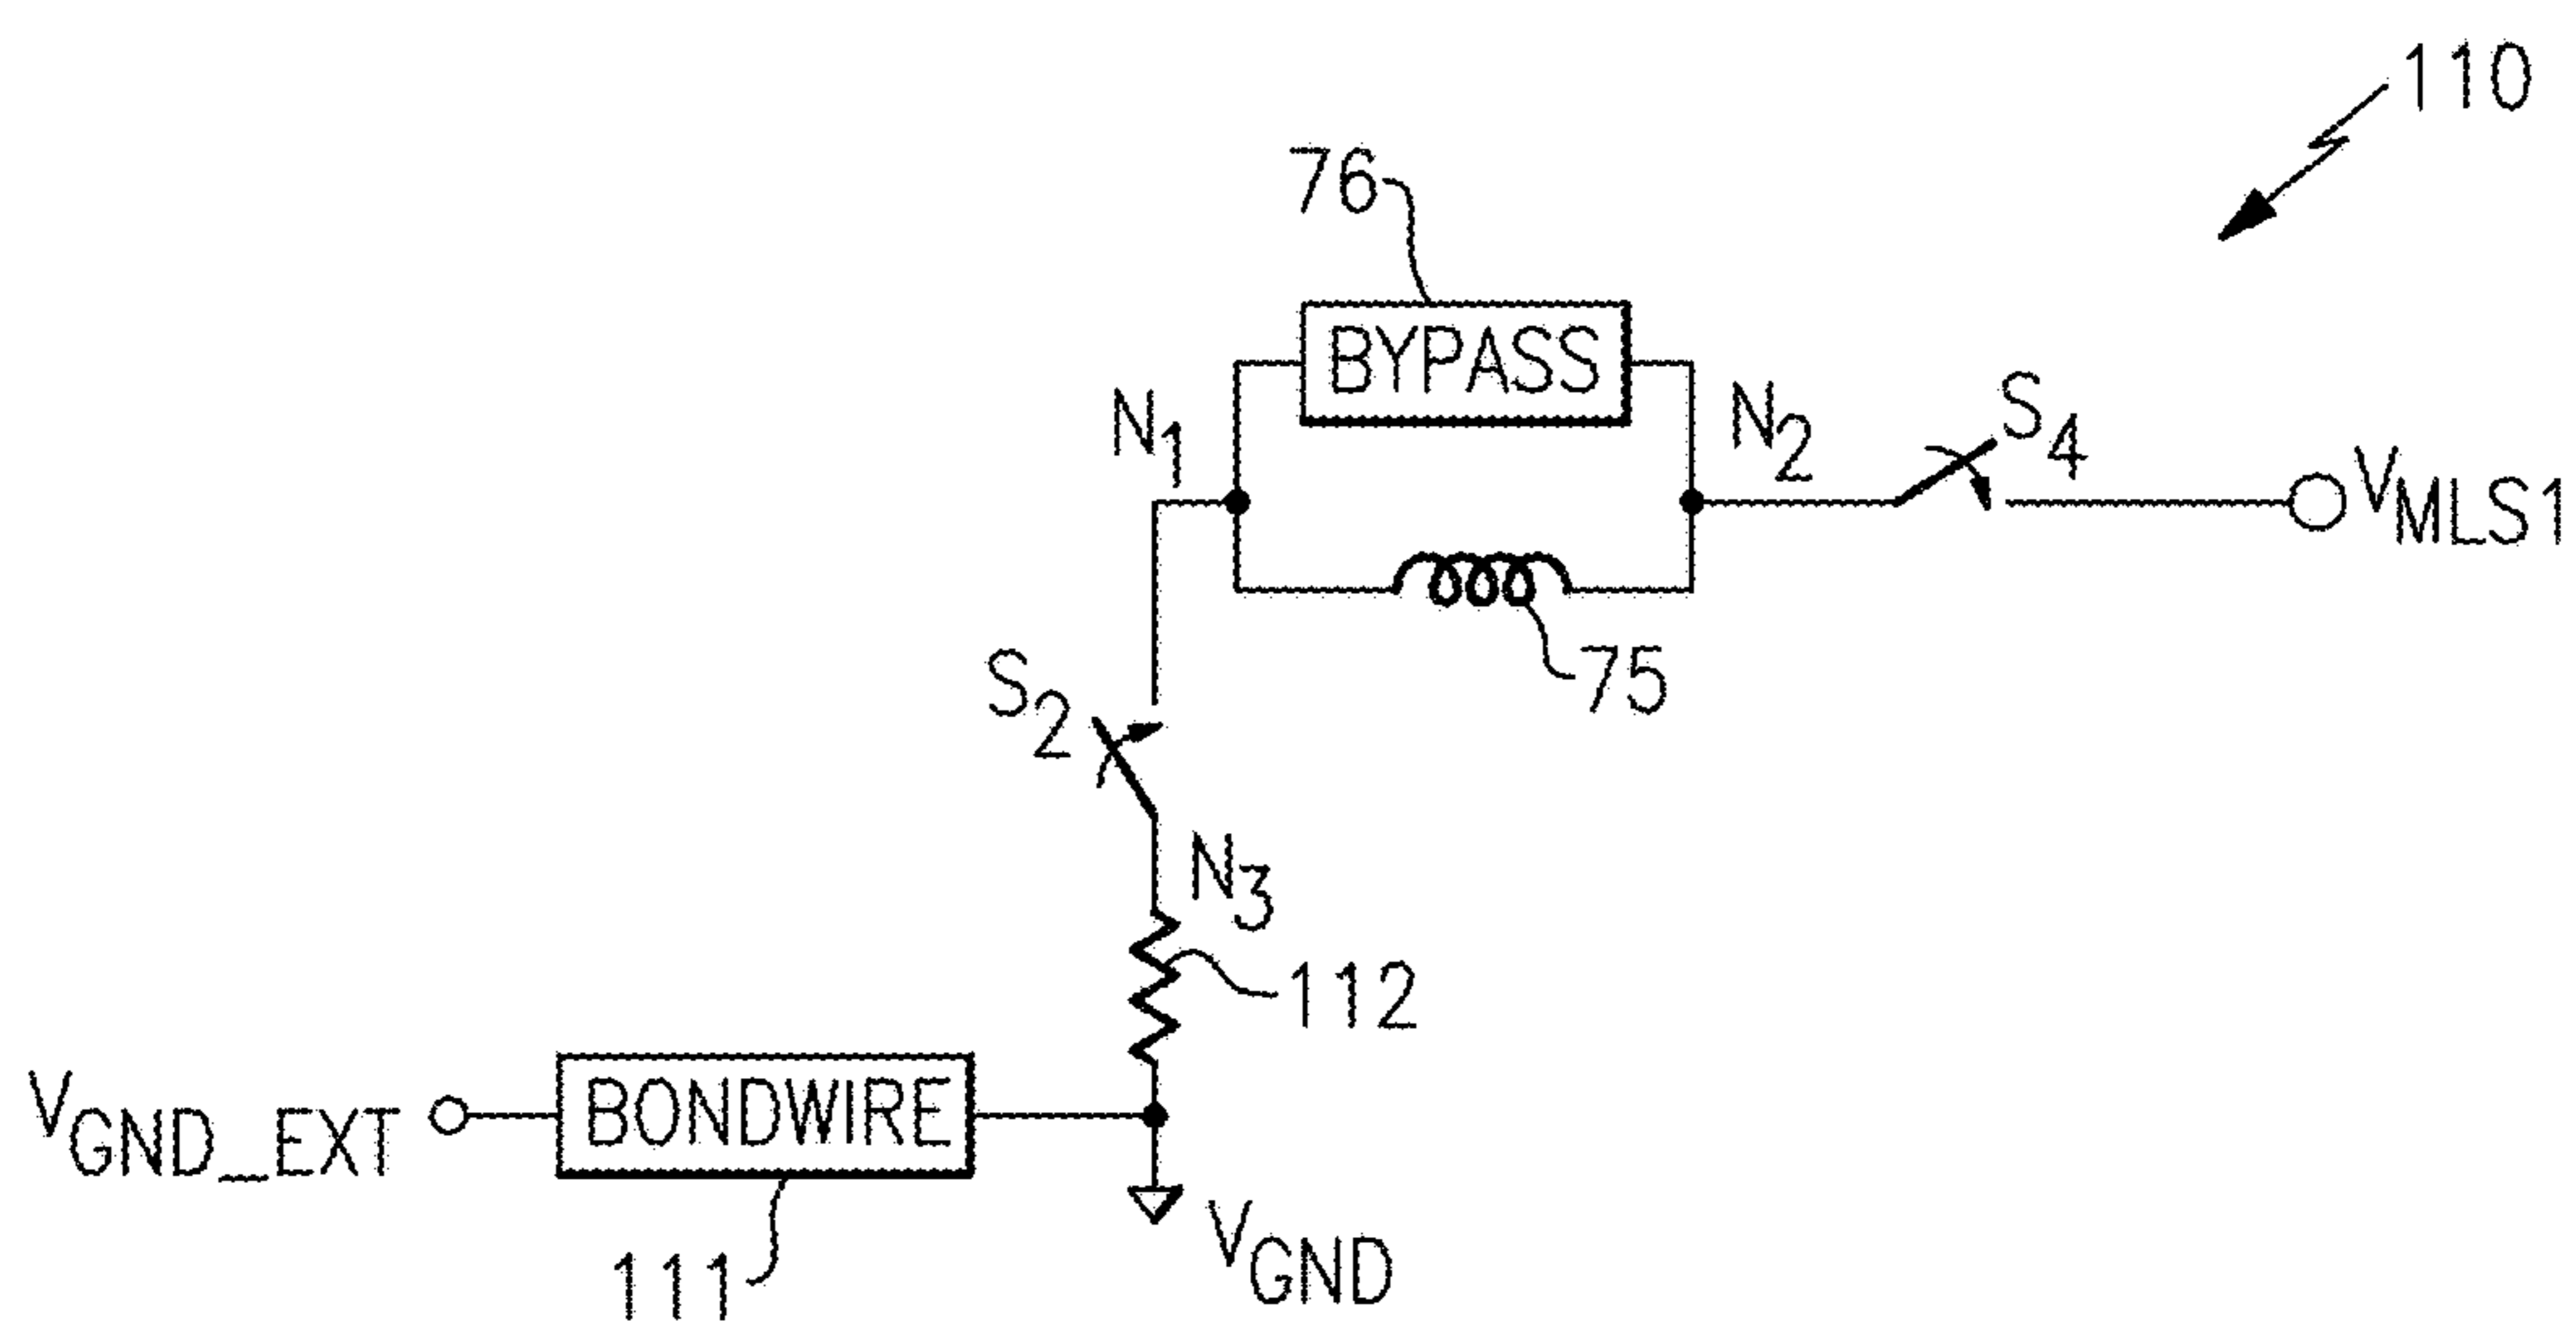 110
76
BYPASS
N1
N2
S4
VMLS1
75
S2
N3
112
VGND_EXT
BONDWIRE
111
VGND